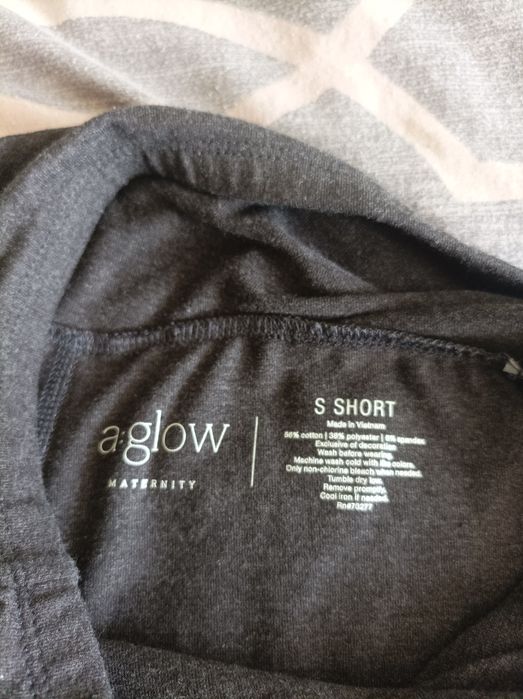 a:glow
MATERNITY
S SHORT
Made in Vietnam
56% cotton | 38% polyester | 6% spandex
Exclusive of decoration
Wash before wearing.
Machine wash cold with like colors.
Only non-chlorine bleach when needed.
Tumble dry low.
Remove promptly.
Cool iron if needed.
Rn#73277